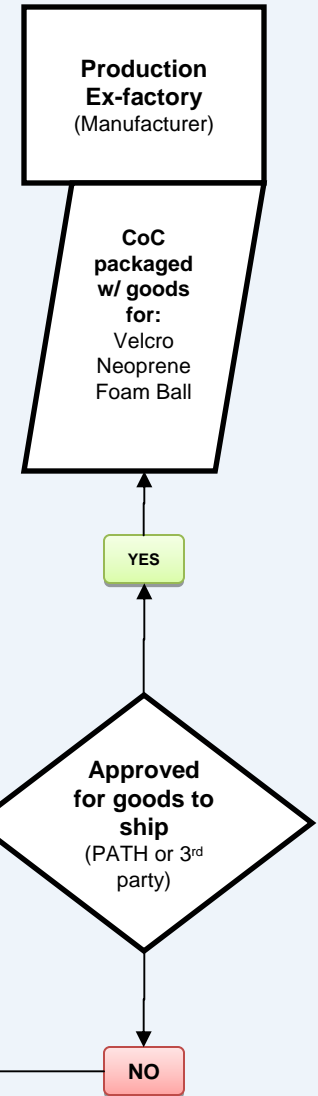 Production
Ex-factory
(Manufacturer)
CoC
packaged
w/ goods
for:
Velcro
Neoprene
Foam Ball
YES
Approved
for goods to
ship
(PATH or 3rd
party)
NO